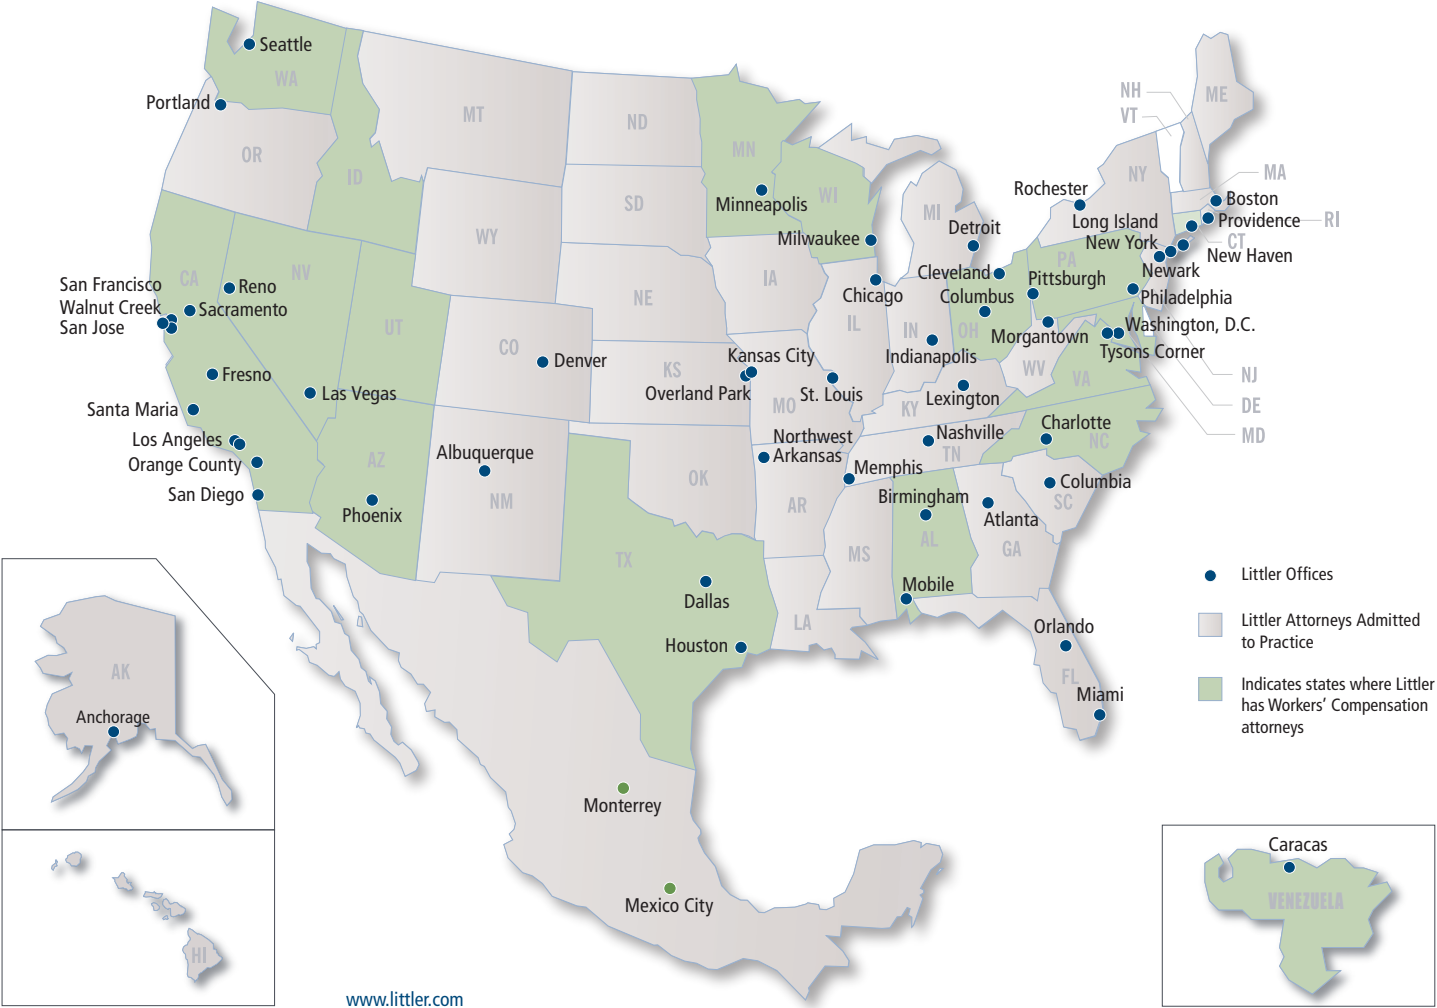 Seattle
WA
Portland
OR
MT
ID
ND
MN
Minneapolis
SD
WY
WI
Milwaukee
MI
Detroit
NH
VT
ME
NY
Rochester
MA
Boston
Providence
RI
CT
Long Island
New York
New Haven
Newark
PA
Pittsburgh
Philadelphia
Cleveland
Columbus
OH
Washington, D.C.
Morgantown
Tysons Corner
WV
VA
NJ
DE
MD
San Francisco
Walnut Creek
San Jose
CA
NV
Reno
Sacramento
UT
Fresno
Las Vegas
Santa Maria
Los Angeles
Orange County
San Diego
AZ
Phoenix
CO
Denver
NE
IA
KS
Kansas City
Overland Park
MO
St. Louis
Chicago
IL
IN
Indianapolis
KY
Lexington
Albuquerque
NM
OK
Northwest
Arkansas
AR
Nashville
TN
Memphis
Charlotte
NC
Columbia
SC
Birmingham
AL
Atlanta
GA
MS
Mobile
LA
TX
Dallas
Houston
Orlando
FL
Miami
AK
Anchorage
HI
Monterrey
Mexico City
Littler Offices
Littler Attorneys Admitted
to Practice
Indicates states where Littler
has Workers’ Compensation
attorneys
Caracas
VENEZUELA
www.littler.com